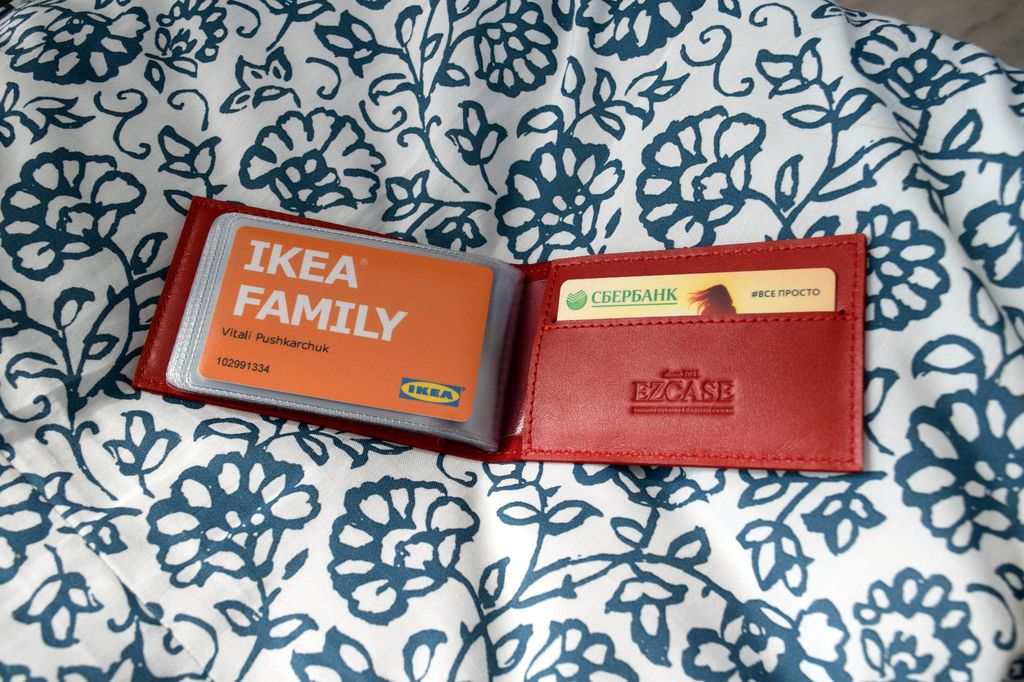 IKEA®
FAMILY
Vitali Pushkarchuk
102991334
IKEA®
СБЕРБАНК
#ВСЕ ПРОСТО
EZCASE